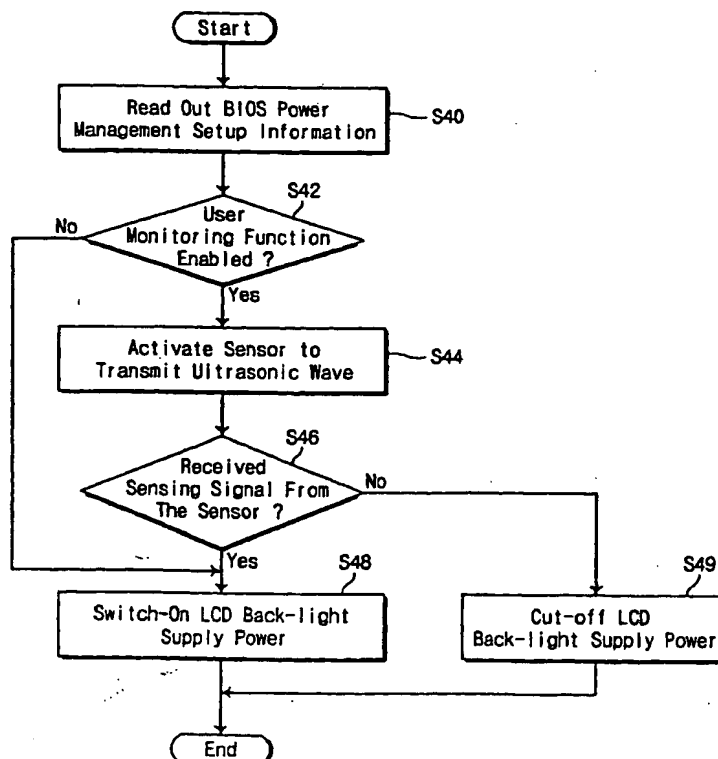 Start
Read Out BIOS Power
Management Setup Information
S40
S42
User
Monitoring Function
Enabled ?
No
Yes
Activate Sensor to
Transmit Ultrasonic Wave
S44
S46
Received
Sensing Signal From
The Sensor ?
No
Yes
S48
Switch-On LCD Back-light
Supply Power
S49
Cut-off LCD
Back-light Supply Power
End